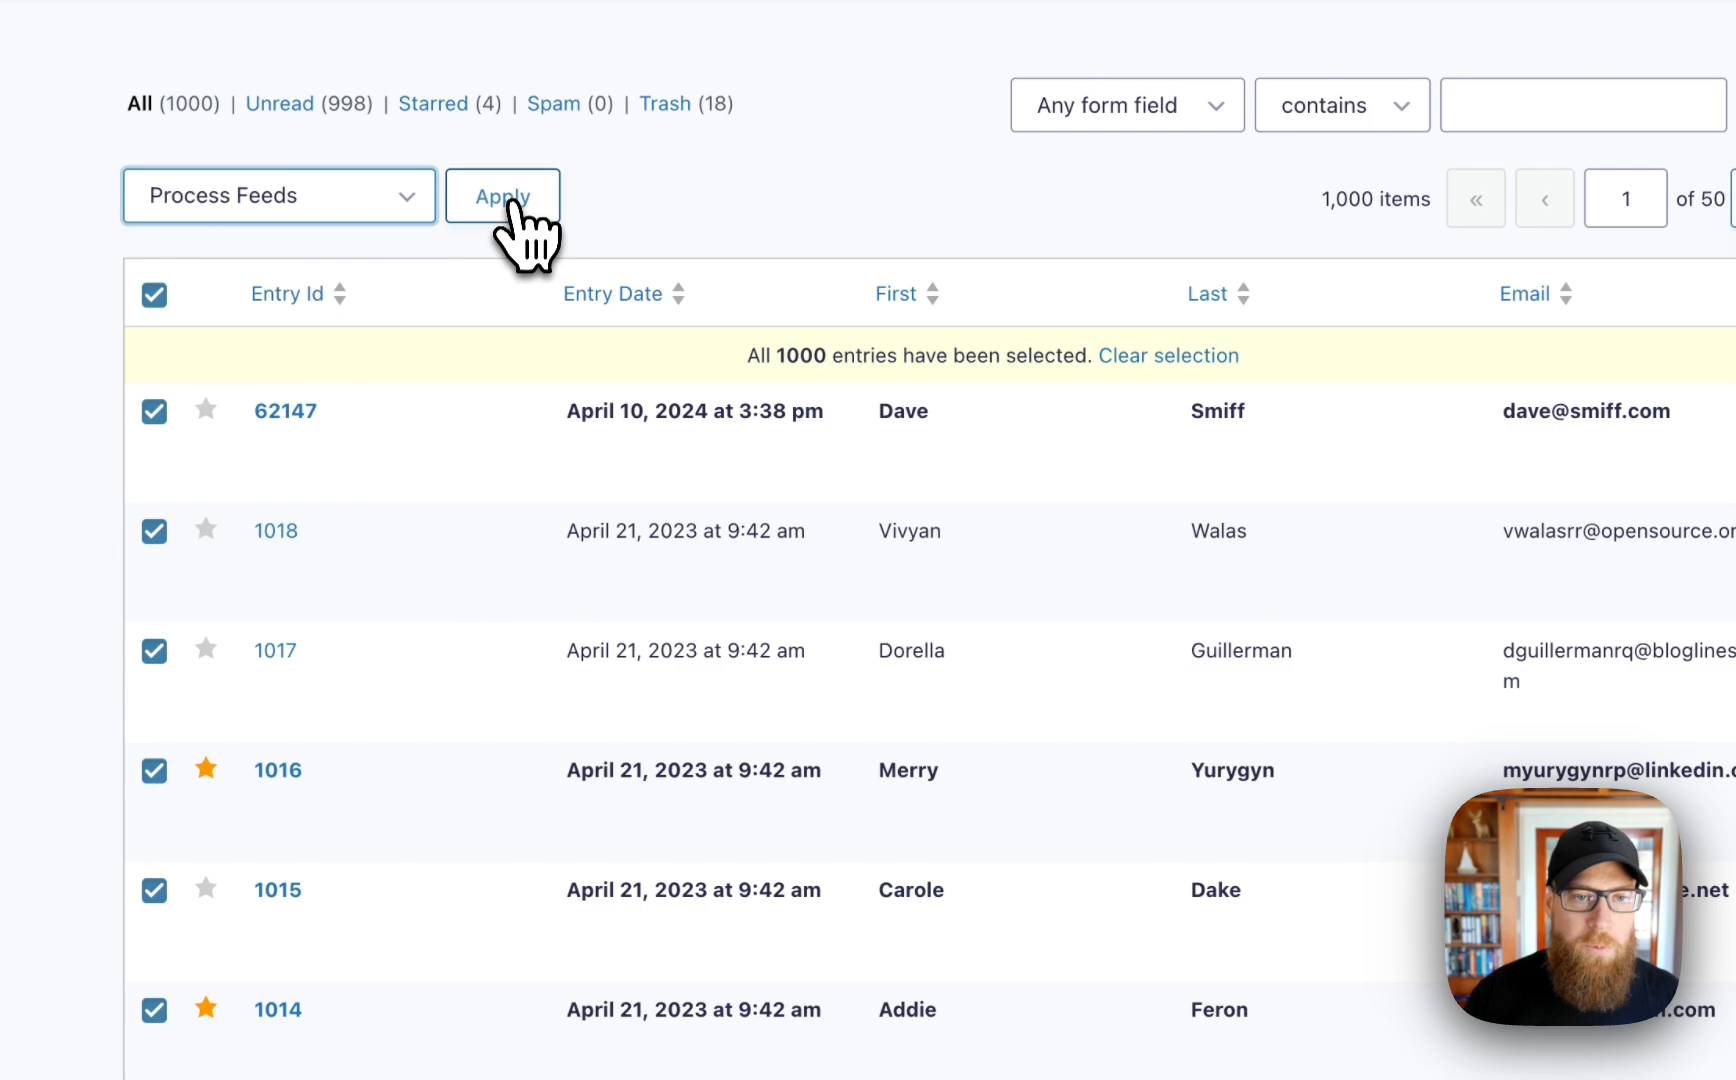 All (1000) | Unread (998) | Starred (4) | Spam (0) | Trash (18)
Any form field
contains
Process Feeds
Apply
1,000 items « ‹ 1 of 50
Entry Id Entry Date First Last Email
All 1000 entries have been selected. Clear selection
62147 April 10, 2024 at 3:38 pm Dave Smiff dave@smiff.com
1018 April 21, 2023 at 9:42 am Vivyan Walas vwalasrr@opensource.or
1017 April 21, 2023 at 9:42 am Dorella Guillerman dguillermanrq@bloglines
m
1016 April 21, 2023 at 9:42 am Merry Yurygyn myurygynrp@linkedin.c
1015 April 21, 2023 at 9:42 am Carole Dake e.net
1014 April 21, 2023 at 9:42 am Addie Feron .com